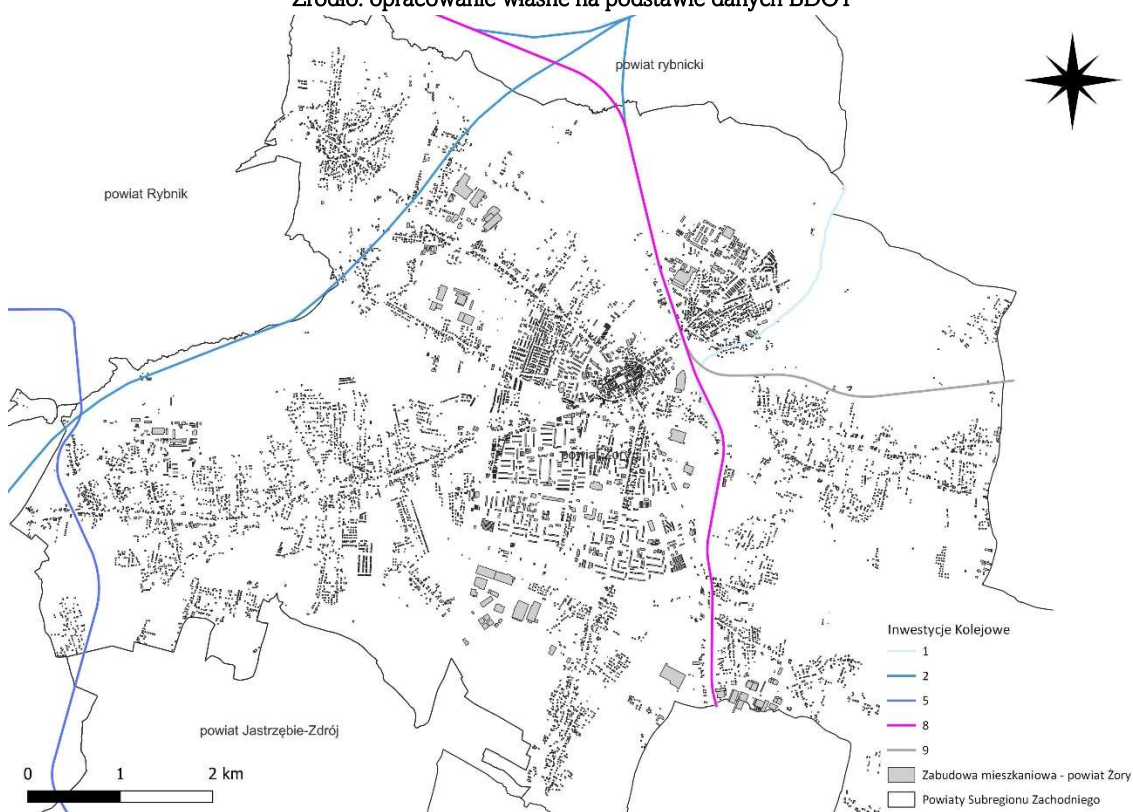 Źródło: opracowanie własne na podstawie danych BDOT
powiat rybnicki
powiat Rybnik
powiat Żory
powiat Jastrzębie-Zdrój
0 1 2 km
Inwestycje Kolejowe
1
2
5
8
9
Zabudowa mieszkaniowa - powiat Żory
Powiaty Subregionu Zachodniego